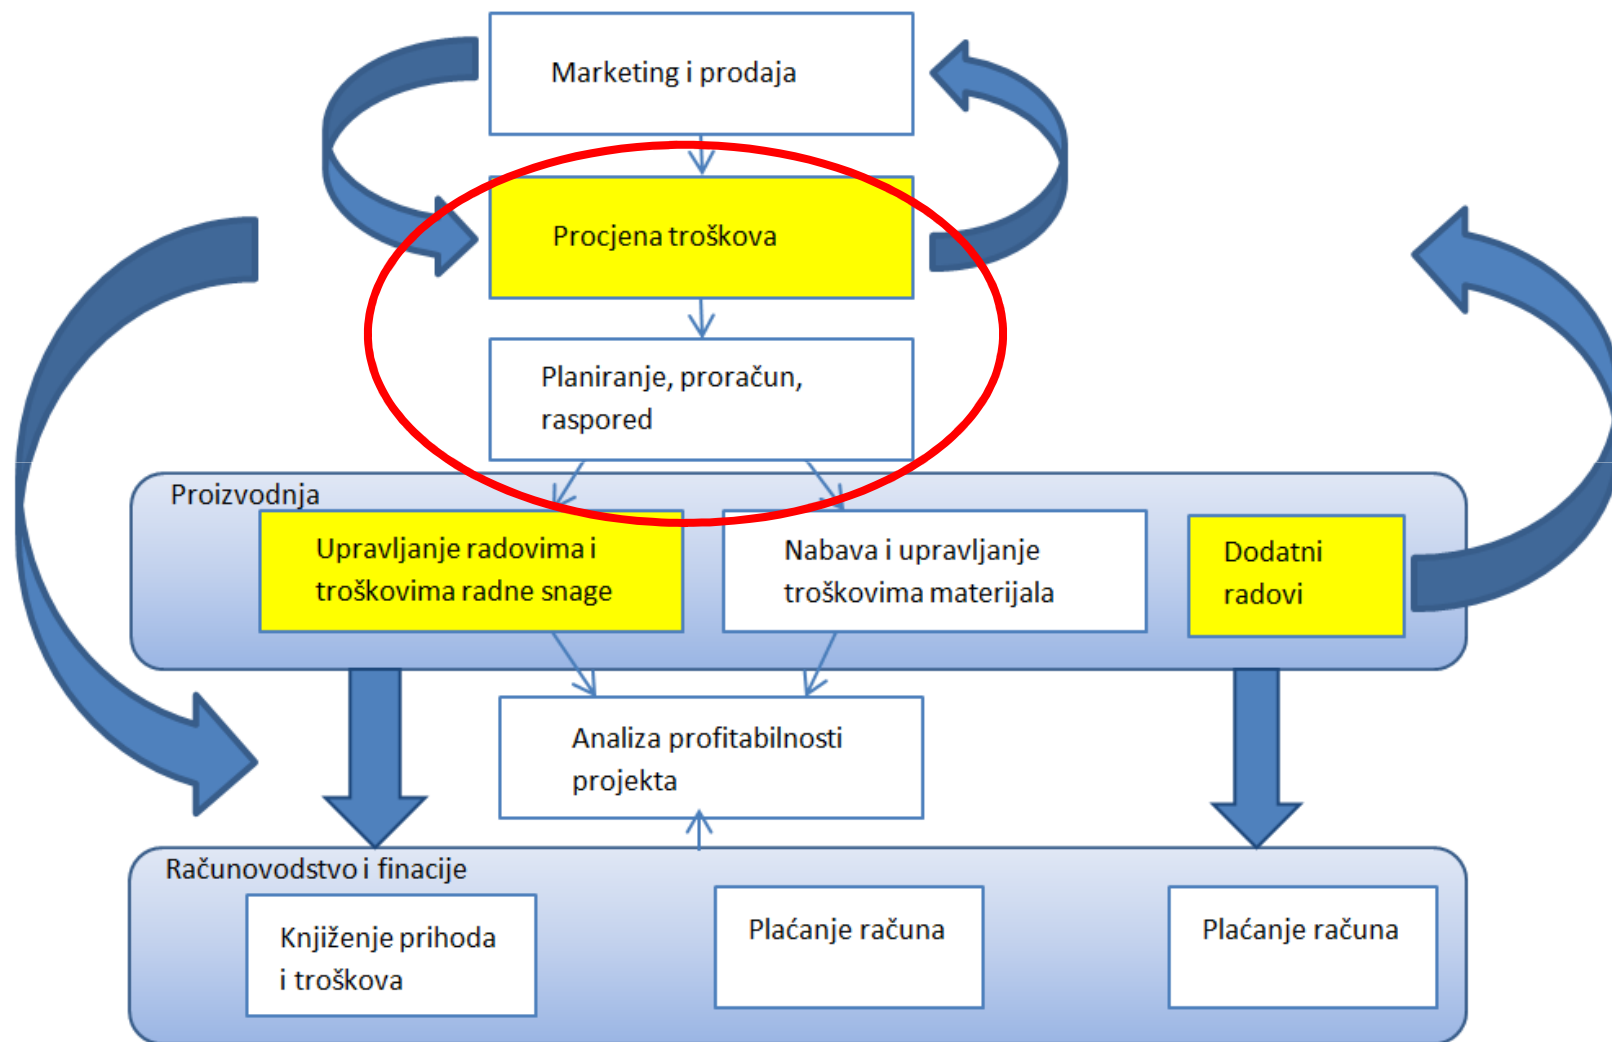 Marketing i prodaja
Procjena troškova
Planiranje, proračun,
raspored
Proizvodnja
Upravljanje radovima i
troškovima radne snage
Nabava i upravljanje
troškovima materijala
Dodatni
radovi
Analiza profitabilnosti
projekta
Računovodstvo i finacije
Knjiženje prihoda
i troškova
Plaćanje računa
Plaćanje računa